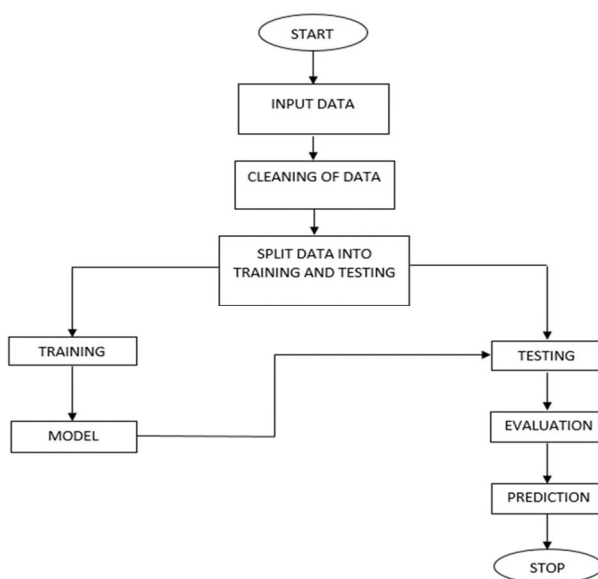 START
INPUT DATA
CLEANING OF DATA
SPLIT DATA INTO
TRAINING AND TESTING
TRAINING
TESTING
MODEL
EVALUATION
PREDICTION
STOP